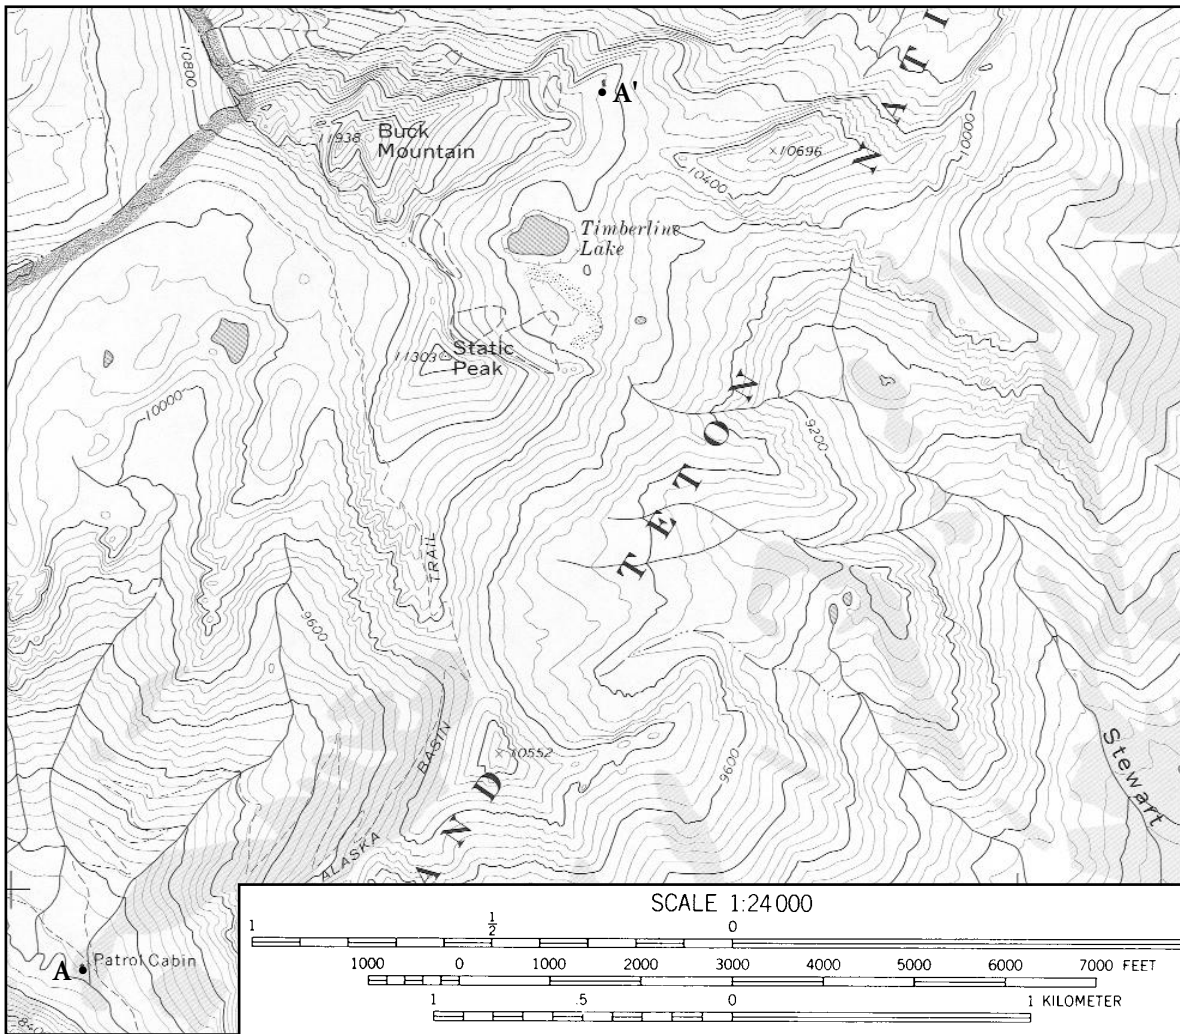 10800
A'
11938
Buck
Mountain
×10696
10000
10400
Timberline
Lake
11303
Static
Peak
10000
9200
NATI
GRAND TETON
TRAIL
9600
×10552
BASIN
9600
Stewart
ALASKA
A
Patrol Cabin
SCALE 1:24 000
1 1/2 0
1000 0 1000 2000 3000 4000 5000 6000 7000 FEET
1 .5 0 1 KILOMETER